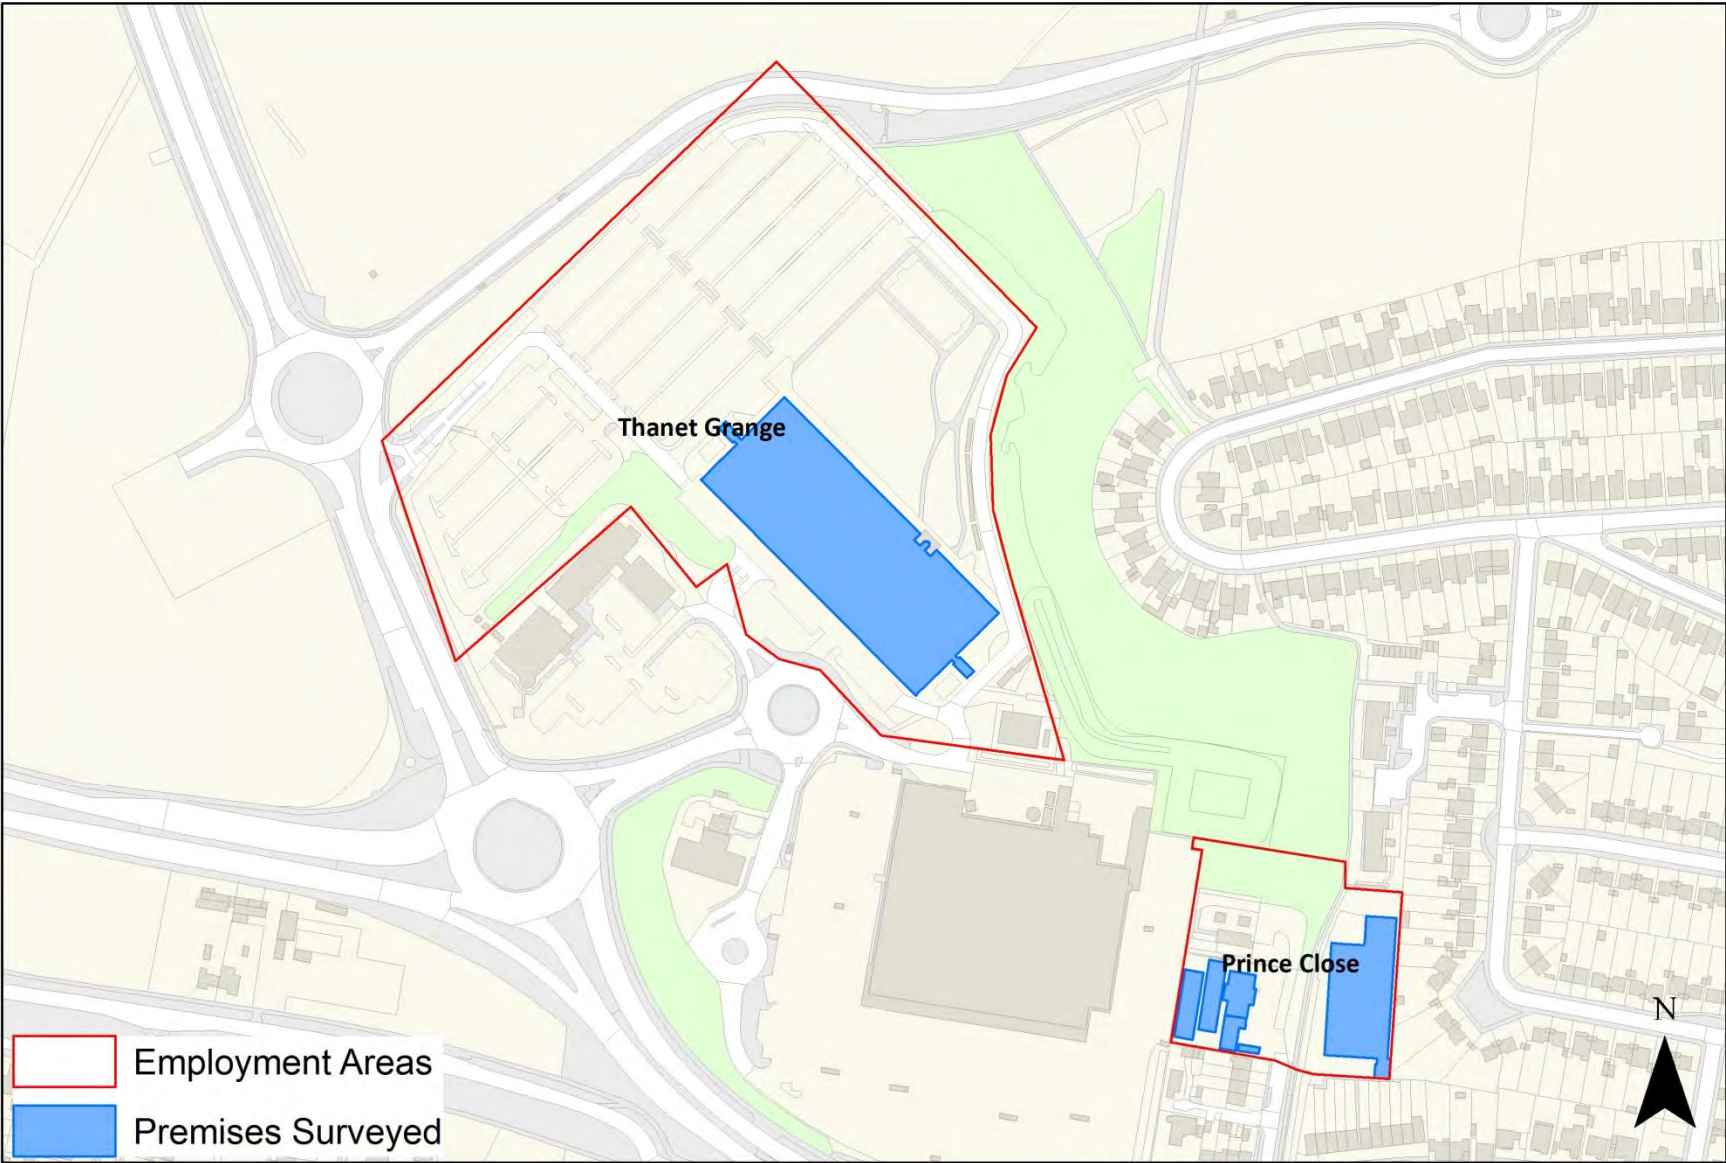 Thanet Grange
Prince Close
N
Employment Areas
Premises Surveyed